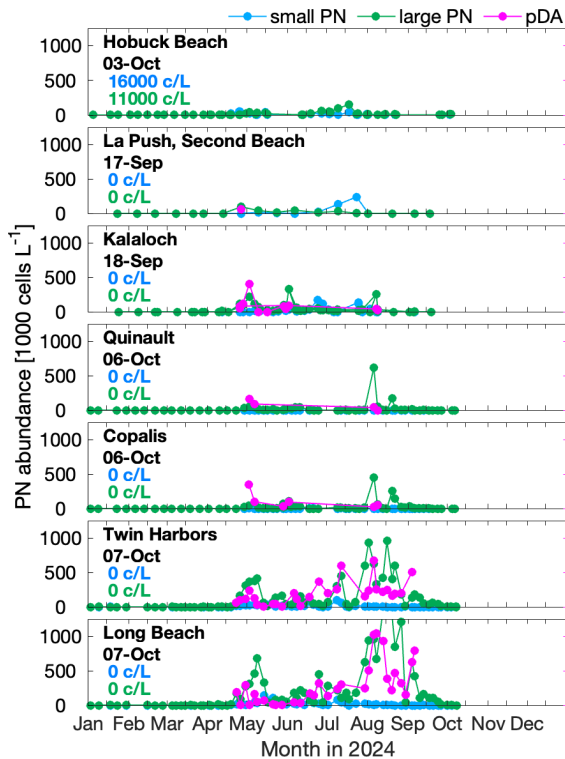 small PN large PN pDA
1000
500
0
Hobuck Beach
03-Oct
16000 c/L
11000 c/L
1000
500
0
La Push, Second Beach
17-Sep
0 c/L
0 c/L
1000
500
0
Kalaloch
18-Sep
0 c/L
0 c/L
1000
500
0
Quinault
06-Oct
0 c/L
0 c/L
1000
500
0
Copalis
06-Oct
0 c/L
0 c/L
1000
500
0
Twin Harbors
07-Oct
0 c/L
0 c/L
1000
500
0
Long Beach
07-Oct
0 c/L
0 c/L
PN abundance [1000 cells L⁻¹]
Jan Feb Mar Apr May Jun Jul Aug Sep Oct Nov Dec
Month in 2024